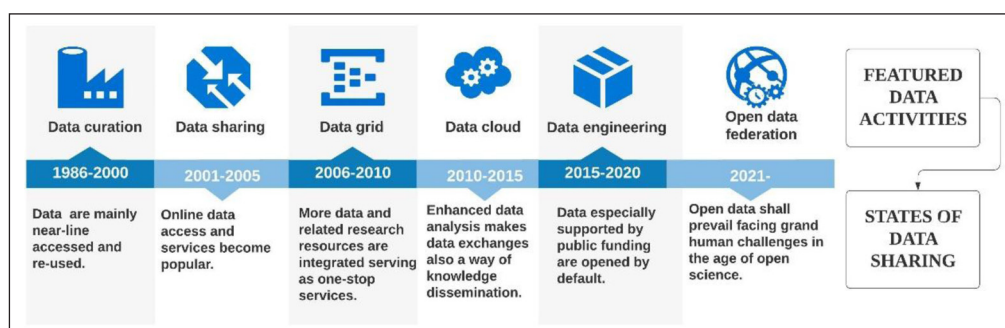 Data curation
Data sharing
Data grid
Data cloud
Data engineering
Open data
federation
1986-2000
2001-2005
2006-2010
2010-2015
2015-2020
2021-
Data are mainly
near-line
accessed and
re-used.
Online data
access and
services become
popular.
More data and
related research
resources are
integrated serving
as one-stop
services.
Enhanced data
analysis makes
data exchanges
also a way of
knowledge
dissemination.
Data especially
supported by
public funding
are opened by
default.
Open data shall
prevail facing grand
human challenges in
the age of open
science.
FEATURED
DATA
ACTIVITIES
STATES OF
DATA
SHARING